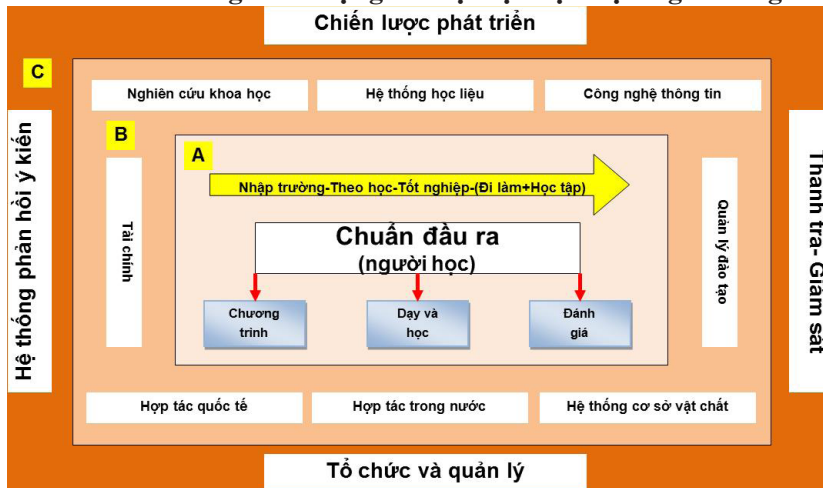 Chiến lược phát triển
C
Nghiên cứu khoa học
Hệ thống học liệu
Công nghệ thông tin
Hệ thống phản hồi ý kiến
B
A
Thanh tra- Giám sát
Nhập trường-Theo học-Tốt nghiệp-(Đi làm+Học tập)
Tài chính
Chuẩn đầu ra
(người học)
Quản lý đào tạo
Chương
trình
Dạy và
học
Đánh
giá
Hợp tác quốc tế
Hợp tác trong nước
Hệ thống cơ sở vật chất
Tổ chức và quản lý